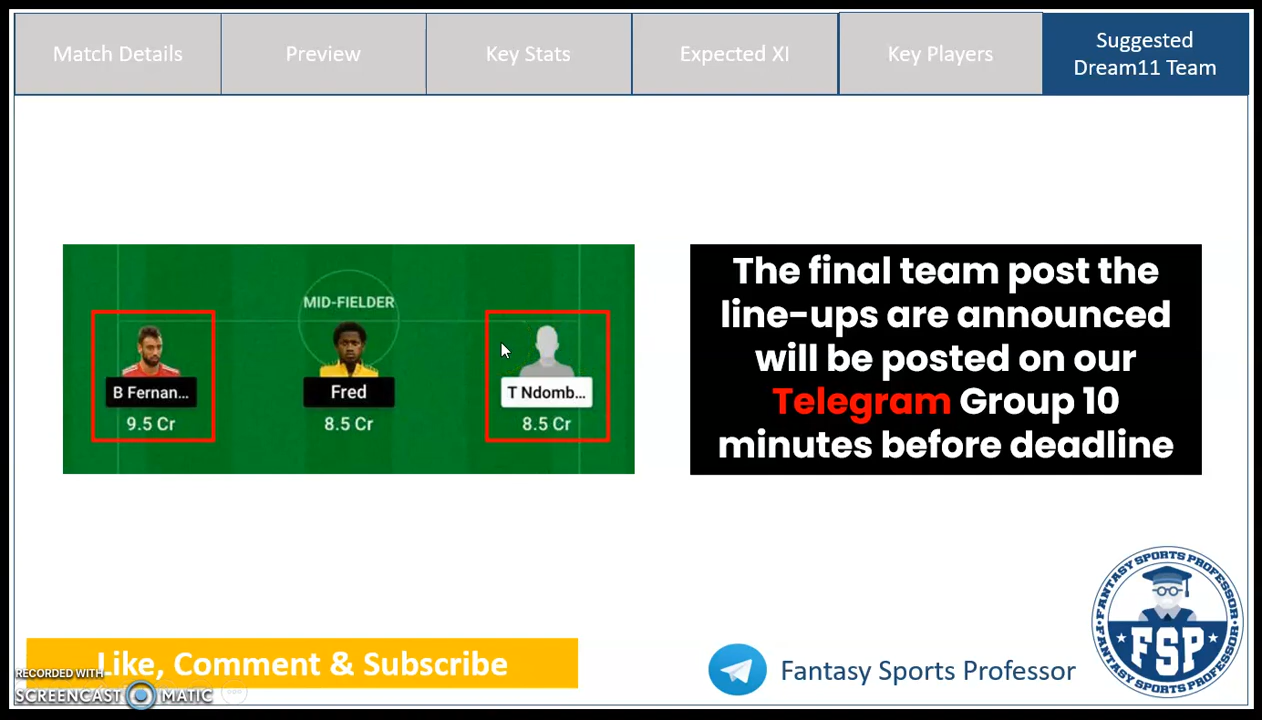 Match Details
Preview
Key Stats
Expected XI
Key Players
Suggested
Dream11 Team
MID-FIELDER
B Fernan...
Fred
T Ndomb...
9.5 Cr
8.5 Cr
8.5 Cr
The final team post the
line-ups are announced
will be posted on our
Telegram Group 10
minutes before deadline
Like, Comment & Subscribe
RECORDED WITH
SCREENCAST MATIC
Fantasy Sports Professor
FANTASY SPORTS PROFESSOR
FSP
FANTASY SPORTS PROFESSOR